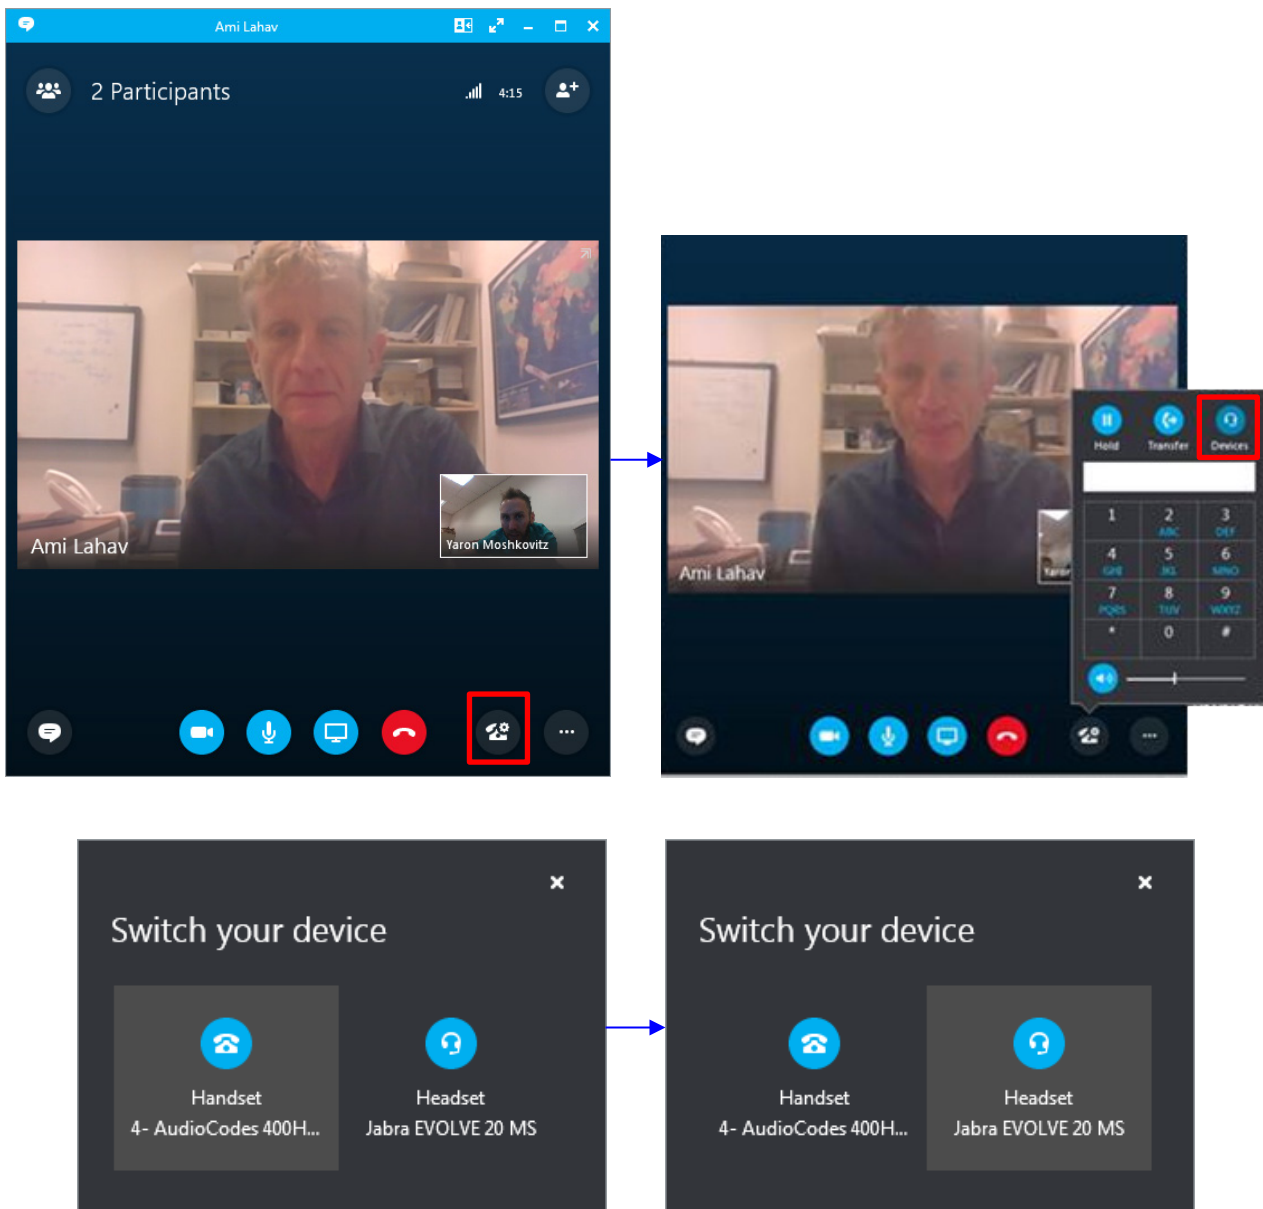 Ami Lahav
2 Participants
4:15
Ami Lahav
Yaron Moshkovitz
Hold Transfer Devices
1 2 3
ABC DEF
4 5 6
GHI JKL MNO
7 8 9
PQRS TUV WXYZ
* 0 #
Ami Lahav
Yaron
Switch your device
Handset
4- AudioCodes 400H...
Headset
Jabra EVOLVE 20 MS
Switch your device
Handset
4- AudioCodes 400H...
Headset
Jabra EVOLVE 20 MS